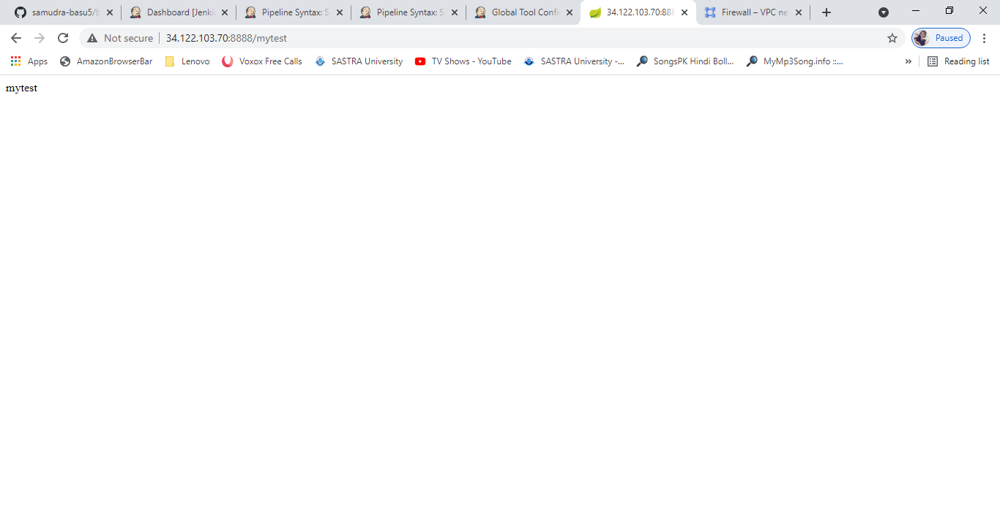 samudra-basu5/b
Dashboard [Jenki
Pipeline Syntax: S
Pipeline Syntax: S
Global Tool Confi
34.122.103.70:888
Firewall – VPC ne
Not secure
34.122.103.70:8888/mytest
Paused
Apps
AmazonBrowserBar
Lenovo
Voxox Free Calls
SASTRA University
TV Shows - YouTube
SASTRA University -...
SongsPK Hindi Boll...
MyMp3Song.info ::...
»
Reading list
mytest